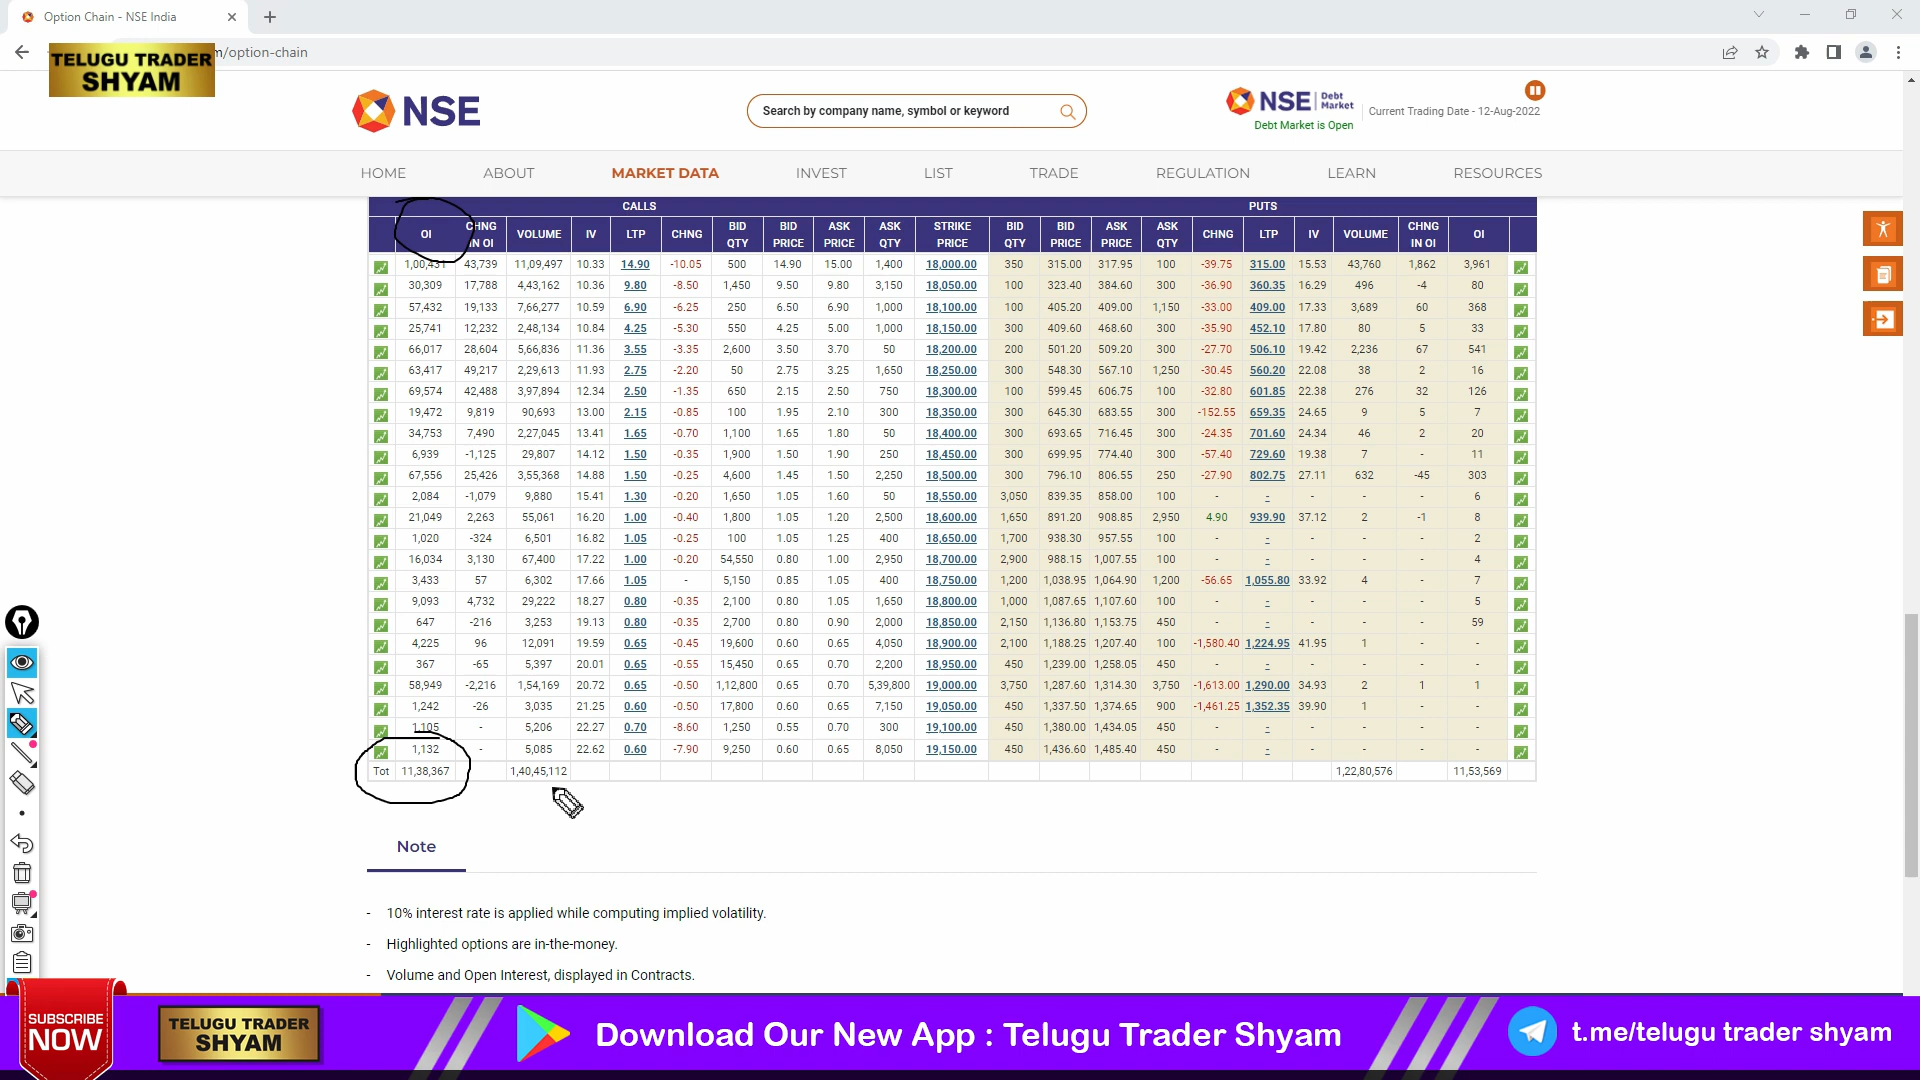 Option Chain - NSE India
m/option-chain
TELUGU TRADER
SHYAM
NSE
Search by company name, symbol or keyword
NSE Debt Market
Debt Market is Open
Current Trading Date - 12-Aug-2022
HOME ABOUT MARKET DATA INVEST LIST TRADE REGULATION LEARN RESOURCES
CALLS PUTS
OI CHNG IN OI VOLUME IV LTP CHNG BID QTY BID PRICE ASK PRICE ASK QTY STRIKE PRICE BID QTY BID PRICE ASK PRICE ASK QTY CHNG LTP IV VOLUME CHNG IN OI OI
1,00,431 43,739 11,09,497 10.33 14.90 -10.05 500 14.90 15.00 1,400 18,000.00 350 315.00 317.95 100 -39.75 315.00 15.53 43,760 1,862 3,961
30,309 17,788 4,43,162 10.36 9.80 -8.50 1,450 9.50 9.80 3,150 18,050.00 100 323.40 384.60 300 -36.90 360.35 16.29 496 -4 80
57,432 19,133 7,66,277 10.59 6.90 -6.25 250 6.50 6.90 1,000 18,100.00 100 405.20 409.00 1,150 -33.00 409.00 17.33 3,689 60 368
25,741 12,232 2,48,134 10.84 4.25 -5.30 550 4.25 5.00 1,000 18,150.00 300 409.60 468.60 300 -35.90 452.10 17.80 80 5 33
66,017 28,604 5,66,836 11.36 3.55 -3.35 2,600 3.50 3.70 50 18,200.00 200 501.20 509.20 300 -27.70 506.10 19.42 2,236 67 541
63,417 49,217 2,29,613 11.93 2.75 -2.20 50 2.75 3.25 1,650 18,250.00 300 548.30 567.10 1,250 -30.45 560.20 22.08 38 2 16
69,574 42,488 3,97,894 12.34 2.50 -1.35 650 2.15 2.50 750 18,300.00 100 599.45 606.75 100 -32.80 601.85 22.38 276 32 126
19,472 9,819 90,693 13.00 2.15 -0.85 100 1.95 2.10 300 18,350.00 300 645.30 683.55 300 -152.55 659.35 24.65 9 5 7
34,753 7,490 2,27,045 13.41 1.65 -0.70 1,100 1.65 1.80 50 18,400.00 300 693.65 716.45 300 -24.35 701.60 24.34 46 2 20
6,939 -1,125 29,807 14.12 1.50 -0.35 1,900 1.50 1.90 250 18,450.00 300 699.95 774.40 300 -57.40 729.60 19.38 7 - 11
67,556 25,426 3,55,368 14.88 1.50 -0.25 4,600 1.45 1.50 2,250 18,500.00 300 796.10 806.55 250 -27.90 802.75 27.11 632 -45 303
2,084 -1,079 9,880 15.41 1.30 -0.20 1,650 1.05 1.60 50 18,550.00 3,050 839.35 858.00 100 - - - - - 6
21,049 2,263 55,061 16.20 1.00 -0.40 1,800 1.05 1.20 2,500 18,600.00 1,650 891.20 908.85 2,950 4.90 939.90 37.12 2 -1 8
1,020 -324 6,501 16.82 1.05 -0.25 100 1.05 1.25 400 18,650.00 1,700 938.30 957.55 100 - - - - - 2
16,034 3,130 67,400 17.22 1.00 -0.20 54,550 0.80 1.00 2,950 18,700.00 2,900 988.15 1,007.55 100 - - - - - 4
3,433 57 6,302 17.66 1.05 - 5,150 0.85 1.05 400 18,750.00 1,200 1,038.95 1,064.90 1,200 -56.65 1,055.80 33.92 4 - 7
9,093 4,732 29,222 18.27 0.80 -0.35 2,100 0.80 1.05 1,650 18,800.00 1,000 1,087.65 1,107.60 100 - - - - - 5
647 -216 3,253 19.13 0.80 -0.35 2,700 0.80 0.90 2,000 18,850.00 2,150 1,136.80 1,153.75 450 - - - - - 59
4,225 96 12,091 19.59 0.65 -0.45 19,600 0.60 0.65 4,050 18,900.00 2,100 1,188.25 1,207.40 100 -1,580.40 1,224.95 41.95 1 - -
367 -65 5,397 20.01 0.65 -0.55 15,450 0.65 0.70 2,200 18,950.00 450 1,239.00 1,258.05 450 - - - - - -
58,949 -2,216 1,54,169 20.72 0.65 -0.50 1,12,800 0.65 0.70 5,39,800 19,000.00 3,750 1,287.60 1,314.30 3,750 -1,613.00 1,290.00 34.93 2 1 1
1,242 -26 3,035 21.25 0.60 -0.50 17,800 0.60 0.65 7,150 19,050.00 450 1,337.50 1,374.65 900 -1,461.25 1,352.35 39.90 1 - -
1,105 - 5,206 22.27 0.70 -8.60 1,250 0.55 0.70 300 19,100.00 450 1,380.00 1,434.05 450 - - - - - -
1,132 - 5,085 22.62 0.60 -7.90 9,250 0.60 0.65 8,050 19,150.00 450 1,436.60 1,485.40 450 - - - - - -
Tot 11,38,367 1,40,45,112 1,22,80,576 11,53,569
Note
- 10% interest rate is applied while computing implied volatility.
- Highlighted options are in-the-money.
- Volume and Open Interest, displayed in Contracts.
SUBSCRIBE
NOW
TELUGU TRADER
SHYAM
Download Our New App : Telugu Trader Shyam
t.me/telugu trader shyam